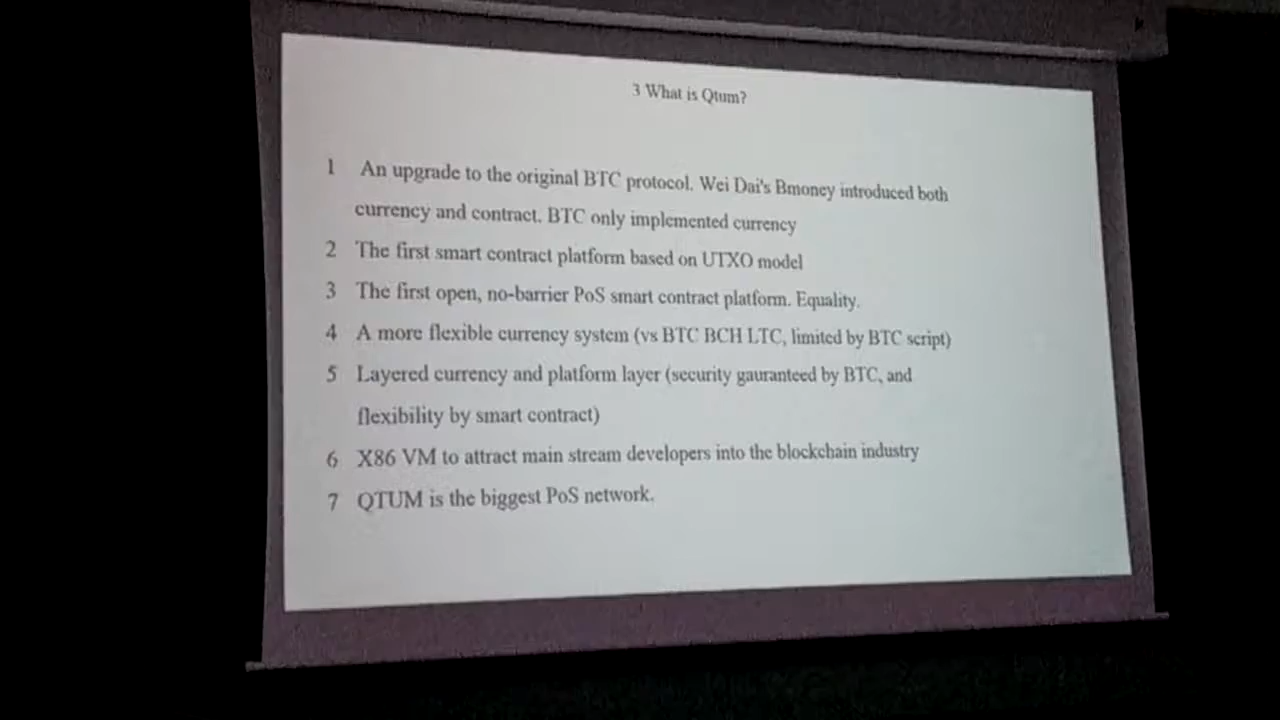 3 What is Qtum?
1 An upgrade to the original BTC protocol. Wei Dai's Bmoney introduced both
currency and contract. BTC only implemented currency
2 The first smart contract platform based on UTXO model
3 The first open, no-barrier PoS smart contract platform. Equality.
4 A more flexible currency system (vs BTC BCH LTC, limited by BTC script)
5 Layered currency and platform layer (security gauranteed by BTC, and
flexibility by smart contract)
6 X86 VM to attract main stream developers into the blockchain industry
7 QTUM is the biggest PoS network.